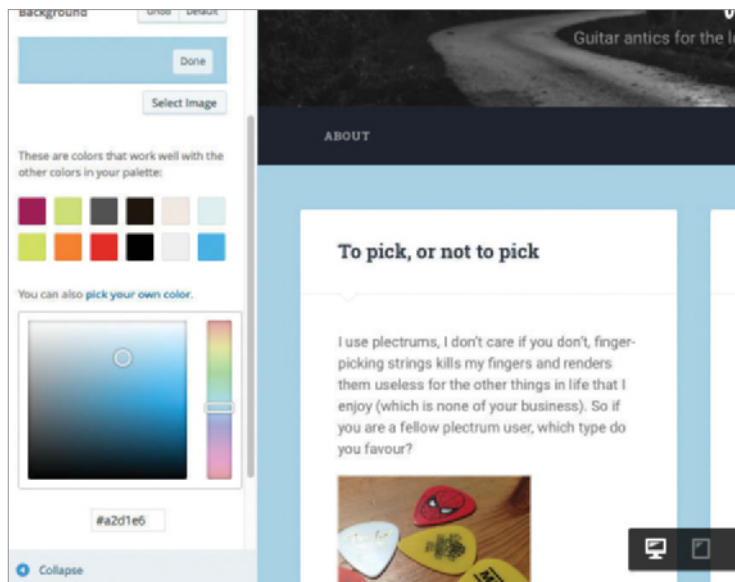 Background
Undo
Default
Done
Select Image
These are colors that work well with the
other colors in your palette:
You can also pick your own color.
#a2d1e6
Collapse
Guitar antics for the
ABOUT
To pick, or not to pick
I use plectrums, I don't care if you don't, finger-
picking strings kills my fingers and renders
them useless for the other things in life that I
enjoy (which is none of your business). So if
you are a fellow plectrum user, which type do
you favour?